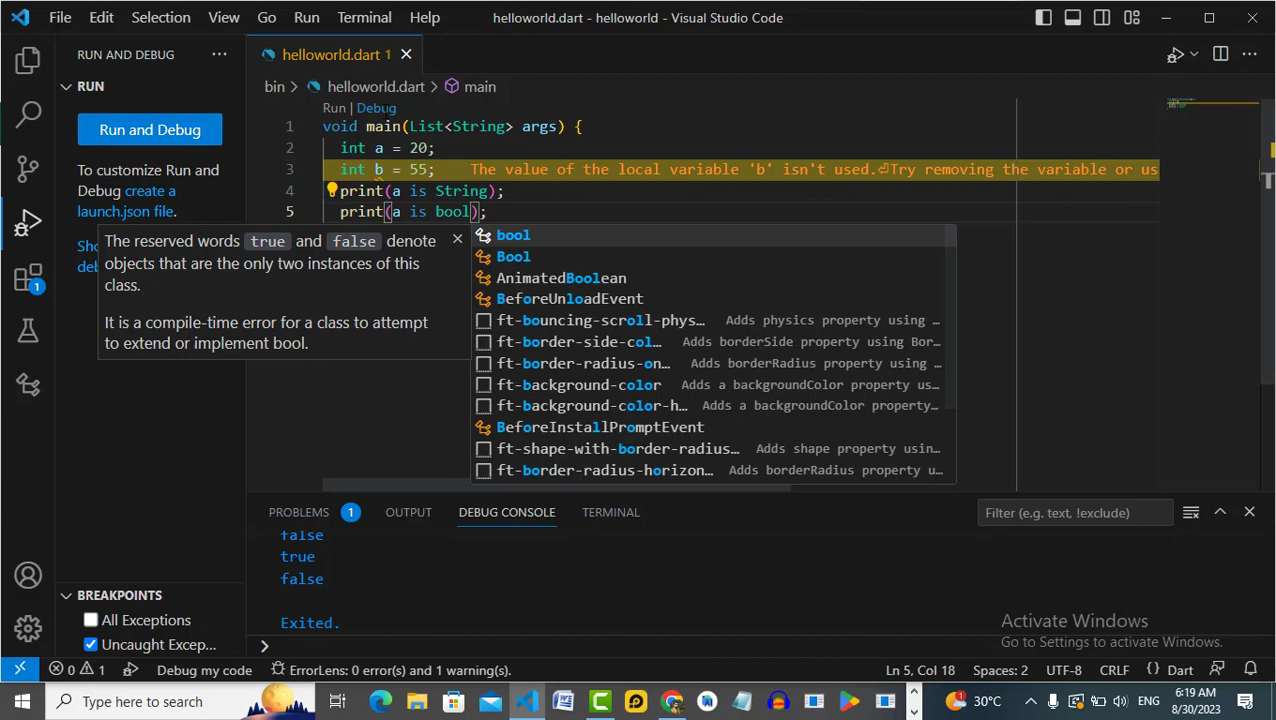 File Edit Selection View Go Run Terminal Help helloworld.dart - helloworld - Visual Studio Code
RUN AND DEBUG
helloworld.dart 1
RUN
bin helloworld.dart main
Run | Debug
Run and Debug
1 void main(List<String> args) {
2 int a = 20;
3 int b = 55; The value of the local variable 'b' isn't used.⏎Try removing the variable or us
4 print(a is String);
5 print(a is bool);
To customize Run and
Debug create a
launch.json file.
Sho
deb
The reserved words true and false denote
objects that are the only two instances of this
class.
It is a compile-time error for a class to attempt
to extend or implement bool.
bool
Bool
AnimatedBoolean
BeforeUnloadEvent
ft-bouncing-scroll-phys… Adds physics property using …
ft-border-side-col… Adds borderSide property using Bor…
ft-border-radius-on… Adds borderRadius property using …
ft-background-color Adds a backgroundColor property us…
ft-background-color-h… Adds a backgroundColor property…
BeforeInstallPromptEvent
ft-shape-with-border-radius… Adds shape property usin…
ft-border-radius-horizon… Adds borderRadius property u…
1
PROBLEMS 1 OUTPUT DEBUG CONSOLE TERMINAL
Filter (e.g. text, !exclude)
false
true
false
Exited.
BREAKPOINTS
All Exceptions
Uncaught Excep...
Activate Windows
Go to Settings to activate Windows.
0 1 Debug my code ErrorLens: 0 error(s) and 1 warning(s). Ln 5, Col 18 Spaces: 2 UTF-8 CRLF {} Dart
Type here to search
30°C
ENG
6:19 AM
8/30/2023
1
3